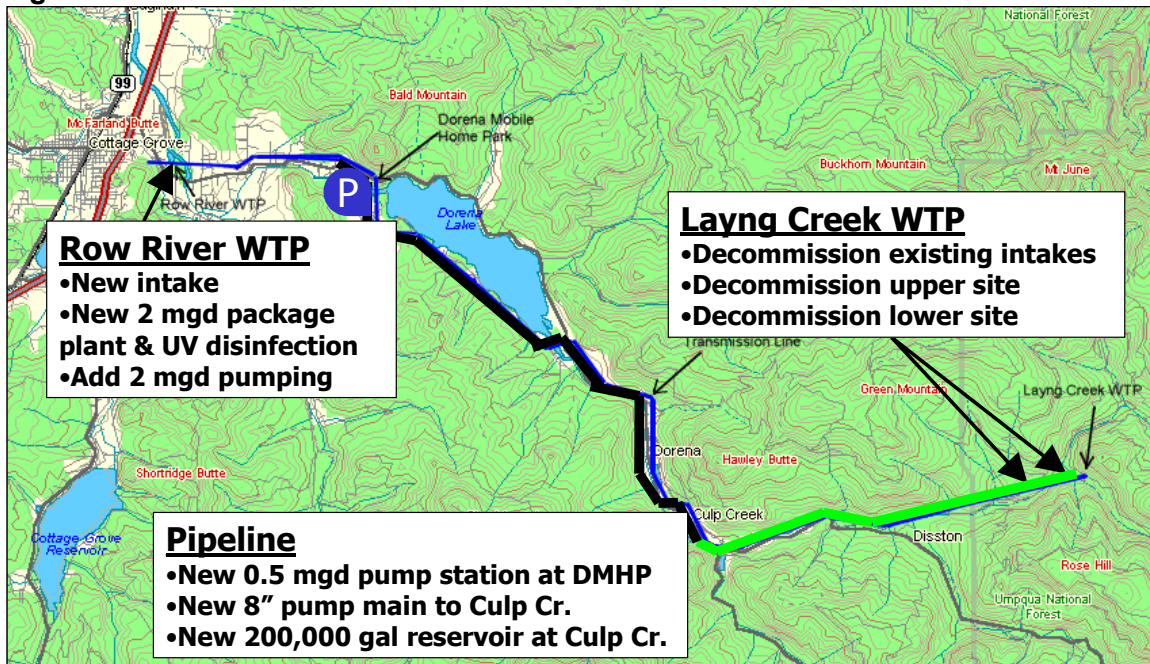 National Forest
99
Bald Mountain
McFarland Butte
Cottage Grove
Dorena Mobile
Home Park
Buckhorn Mountain
Mt June
Row River WTP
P
Dorena
Lake
Row River WTP
•New intake
•New 2 mgd package
plant & UV disinfection
•Add 2 mgd pumping
Layng Creek WTP
•Decommission existing intakes
•Decommission upper site
•Decommission lower site
Transmission Line
Green Mountain
Layng Creek WTP
Dorena
Hawley Butte
Shortridge Butte
Culp Creek
Disston
Cottage Grove
Reservoir
Pipeline
•New 0.5 mgd pump station at DMHP
•New 8” pump main to Culp Cr.
•New 200,000 gal reservoir at Culp Cr.
Rose Hill
Umpqua National
Forest